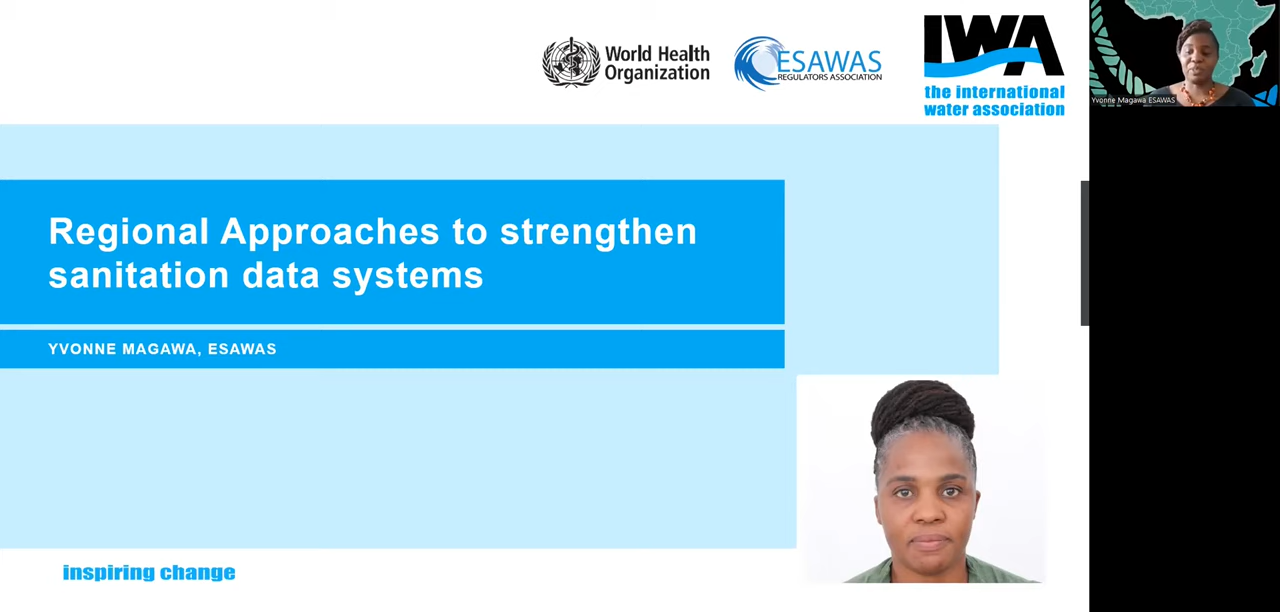 World Health
Organization
ESAWAS
REGULATORS ASSOCIATION
IWA
the international
water association
Yvonne Magawa ESAWAS
Regional Approaches to strengthen
sanitation data systems
YVONNE MAGAWA, ESAWAS
inspiring change